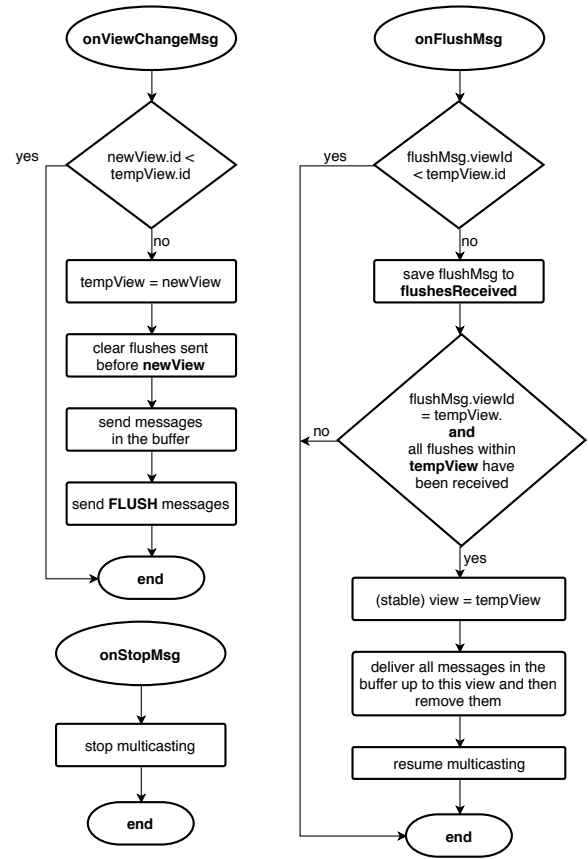 onViewChangeMsg
yes
newView.id <
tempView.id
no
tempView = newView
clear flushes sent
before newView
send messages
in the buffer
send FLUSH messages
end
onStopMsg
stop multicasting
end
onFlushMsg
yes
flushMsg.viewId
< tempView.id
no
save flushMsg to
flushesReceived
no
flushMsg.viewId
= tempView.
and
all flushes within
tempView have
been received
yes
(stable) view = tempView
deliver all messages in the
buffer up to this view and then
remove them
resume multicasting
end